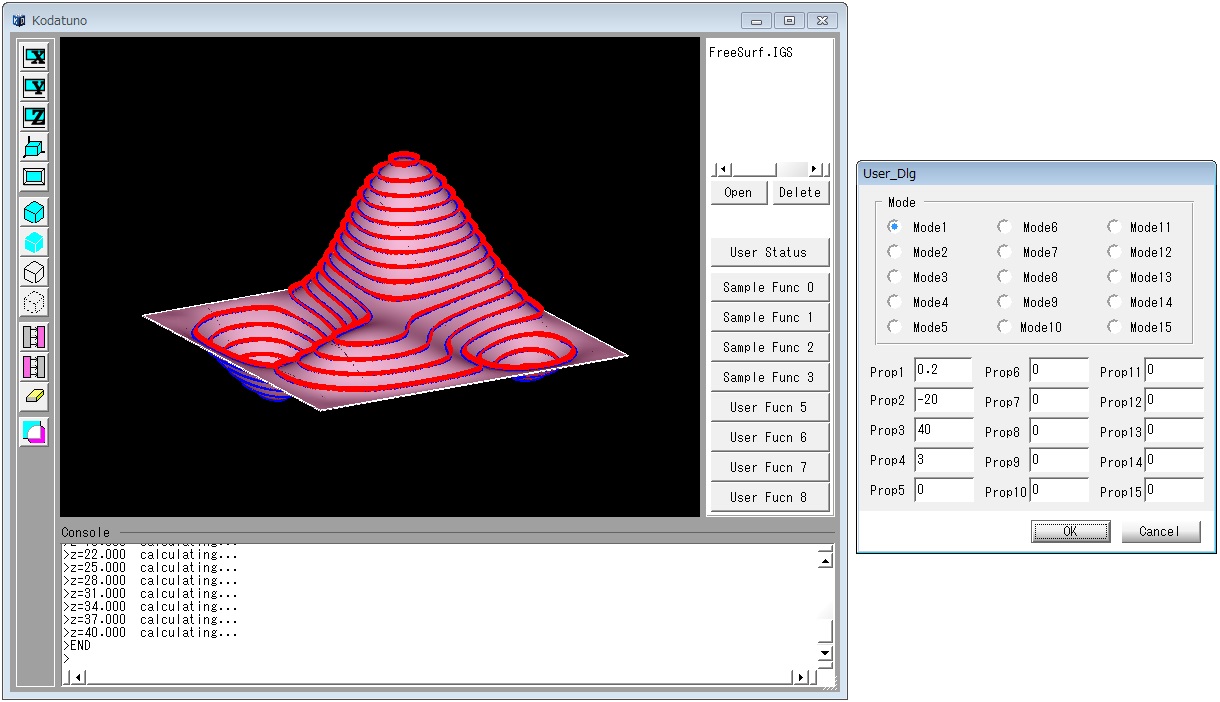 Kodatuno
X
Y
Z
FreeSurf.IGS
Open
Delete
User Status
Sample Func 0
Sample Func 1
Sample Func 2
Sample Func 3
User Fucn 5
User Fucn 6
User Fucn 7
User Fucn 8
Console
>z=22.000 calculating...
>z=25.000 calculating...
>z=28.000 calculating...
>z=31.000 calculating...
>z=34.000 calculating...
>z=37.000 calculating...
>z=40.000 calculating...
>END
>
User_Dlg
Mode
Mode1 Mode6 Mode11
Mode2 Mode7 Mode12
Mode3 Mode8 Mode13
Mode4 Mode9 Mode14
Mode5 Mode10 Mode15
Prop1 0.2 Prop6 0 Prop11 0
Prop2 -20 Prop7 0 Prop12 0
Prop3 40 Prop8 0 Prop13 0
Prop4 3 Prop9 0 Prop14 0
Prop5 0 Prop10 0 Prop15 0
OK Cancel